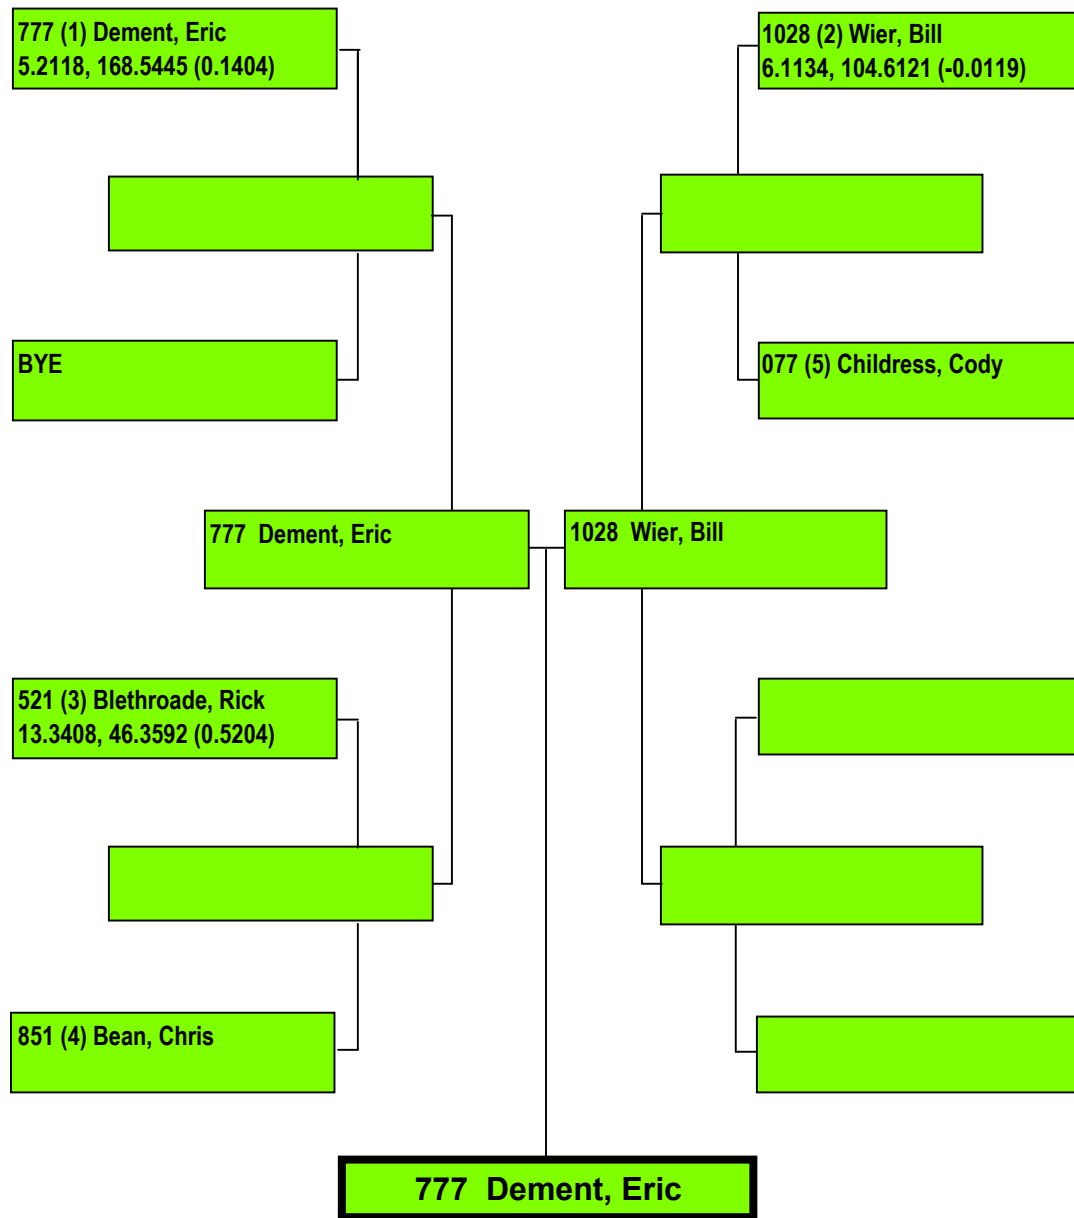 777 (1) Dement, Eric
5.2118, 168.5445 (0.1404)
1028 (2) Wier, Bill
6.1134, 104.6121 (-0.0119)
BYE
077 (5) Childress, Cody
777 Dement, Eric
1028 Wier, Bill
521 (3) Blethroade, Rick
13.3408, 46.3592 (0.5204)
851 (4) Bean, Chris
777 Dement, Eric